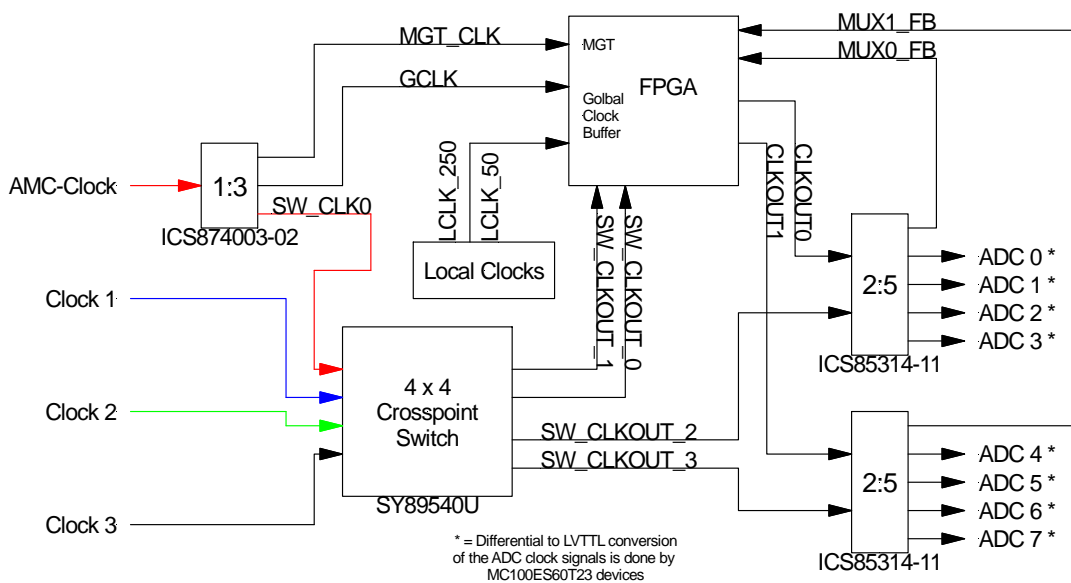 MUX1_FB
MGT_CLK
MGT
MUX0_FB
GCLK
FPGA
Golbal
Clock
Buffer
LCLK_250
LCLK_50
CLKOUT1
CLKOUT0
AMC-Clock
1:3
SW_CLK0
ICS874003-02
SW_CLKOUT_1
SW_CLKOUT_0
Local Clocks
2:5
ADC 0 *
ADC 1 *
ADC 2 *
ADC 3 *
ICS85314-11
Clock 1
4 x 4
Crosspoint
Switch
Clock 2
SW_CLKOUT_2
SW_CLKOUT_3
SY89540U
Clock 3
2:5
ADC 4 *
ADC 5 *
ADC 6 *
ADC 7 *
ICS85314-11
* = Differential to LVTTL conversion
of the ADC clock signals is done by
MC100ES60T23 devices